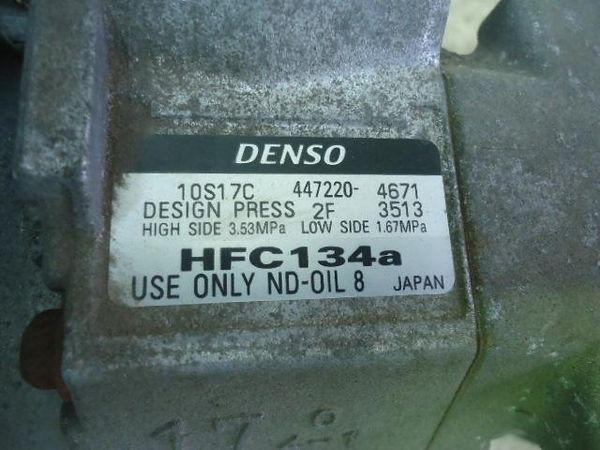 DENSO
10S17C 447220- 4671
DESIGN PRESS 2F 3513
HIGH SIDE 3.53MPa LOW SIDE 1.67MPa
HFC134a
USE ONLY ND-OIL 8 JAPAN
17